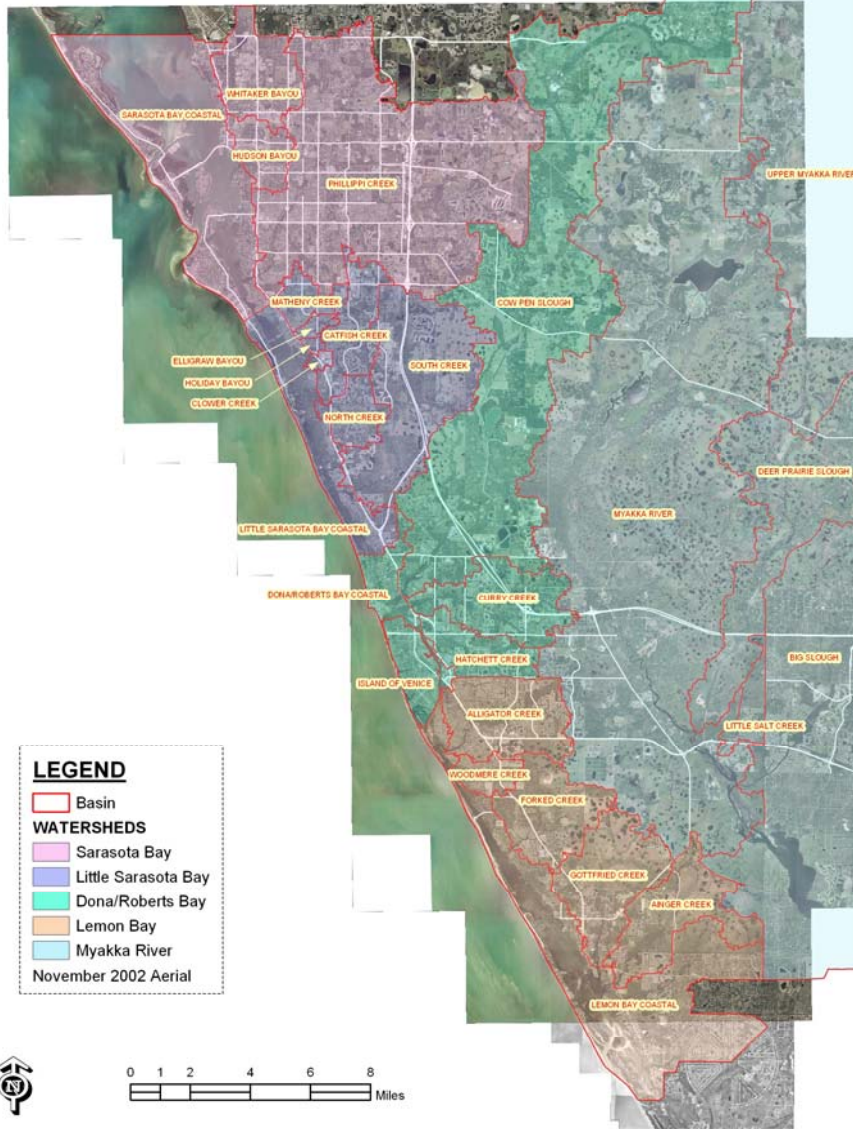 WHITAKER BAYOU
SARASOTA BAY COASTAL
HUDSON BAYOU
UPPER MYAKKA RIVER
PHILLIPPI CREEK
MATHENY CREEK
COW PEN SLOUGH
CATFISH CREEK
ELLIGRAW BAYOU
SOUTH CREEK
HOLIDAY BAYOU
CLOWER CREEK
NORTH CREEK
DEER PRAIRIE SLOUGH
MYAKKA RIVER
LITTLE SARASOTA BAY COASTAL
DONA/ROBERTS BAY COASTAL
CURRY CREEK
HATCHETT CREEK
BIG SLOUGH
ISLAND OF VENICE
ALLIGATOR CREEK
LITTLE SALT CREEK
WOODMERE CREEK
FORKED CREEK
GOTTFRIED CREEK
AINGER CREEK
LEMON BAY COASTAL
LEGEND
Basin
WATERSHEDS
Sarasota Bay
Little Sarasota Bay
Dona/Roberts Bay
Lemon Bay
Myakka River
November 2002 Aerial
N
0 1 2 4 6 8
Miles